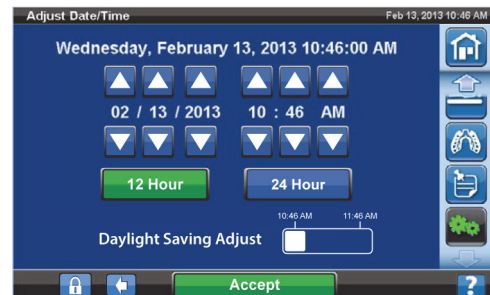 Adjust Date/Time Feb 13, 2013 10:46 AM
Wednesday, February 13, 2013 10:46:00 AM
02 / 13 / 2013 10 : 46 AM
12 Hour 24 Hour
10:46 AM 11:46 AM
Daylight Saving Adjust
Accept ?